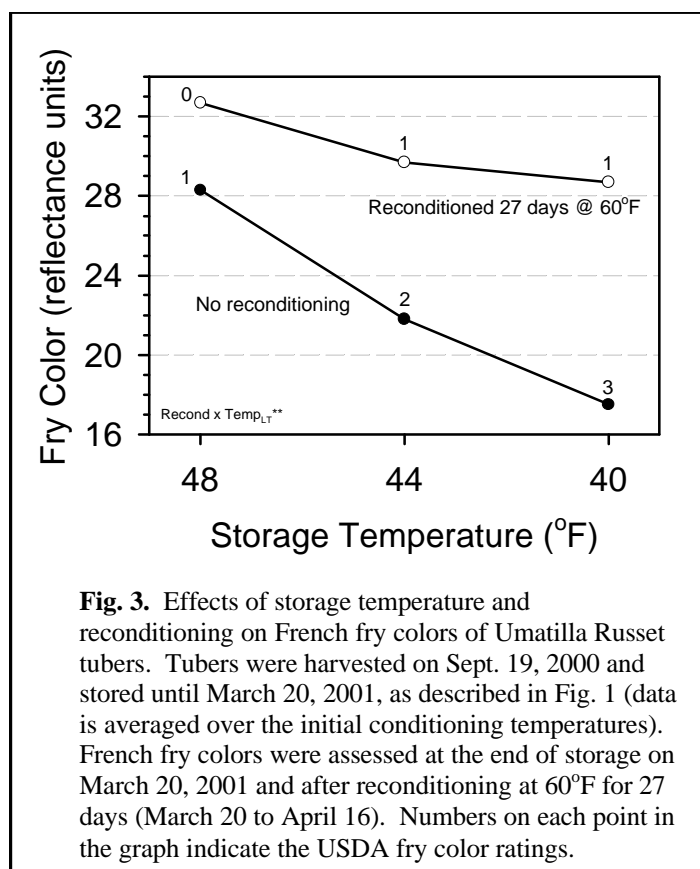 Fry Color (reflectance units)
32
28
24
20
16
0
1
1
Reconditioned 27 days @ 60°F
1
No reconditioning
2
3
Recond x Temp_LT**
48
44
40
Storage Temperature (°F)
Fig. 3. Effects of storage temperature and
reconditioning on French fry colors of Umatilla Russet
tubers. Tubers were harvested on Sept. 19, 2000 and
stored until March 20, 2001, as described in Fig. 1 (data
is averaged over the initial conditioning temperatures).
French fry colors were assessed at the end of storage on
March 20, 2001 and after reconditioning at 60°F for 27
days (March 20 to April 16). Numbers on each point in
the graph indicate the USDA fry color ratings.